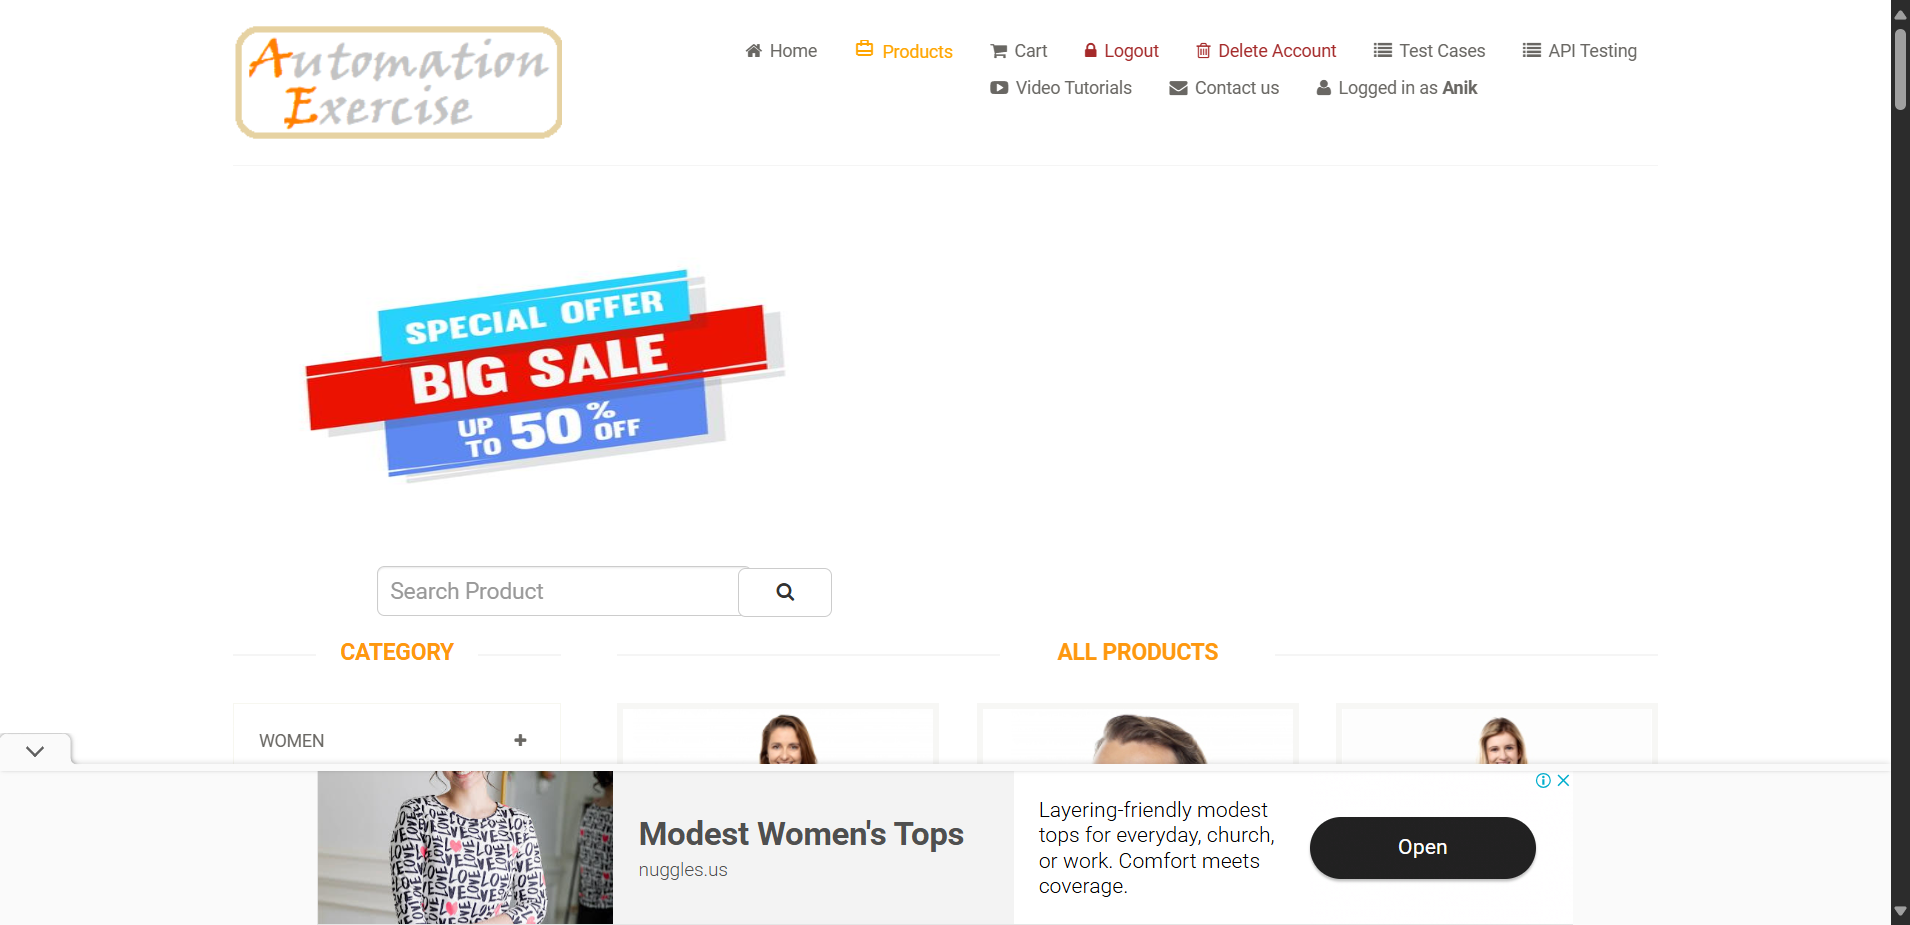 Automation
Exercise
Home
Products
Cart
Logout
Delete Account
Test Cases
API Testing
Video Tutorials
Contact us
Logged in as Anik
SPECIAL OFFER
BIG SALE
UP TO 50% OFF
Search Product
CATEGORY
ALL PRODUCTS
WOMEN
Modest Women's Tops
nuggles.us
Layering-friendly modest
tops for everyday, church,
or work. Comfort meets
coverage.
Open